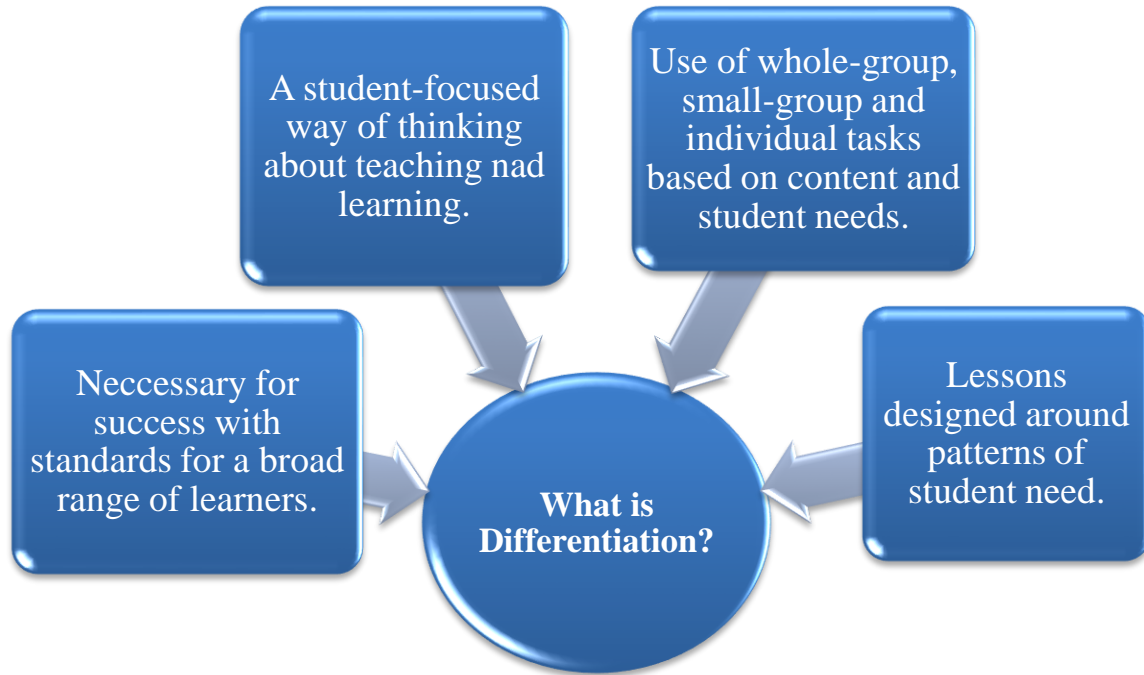 A student-focused
way of thinking
about teaching nad
learning.
Use of whole-group,
small-group and
individual tasks
based on content and
student needs.
Neccessary for
success with
standards for a broad
range of learners.
Lessons
designed around
patterns of
student need.
What is
Differentiation?